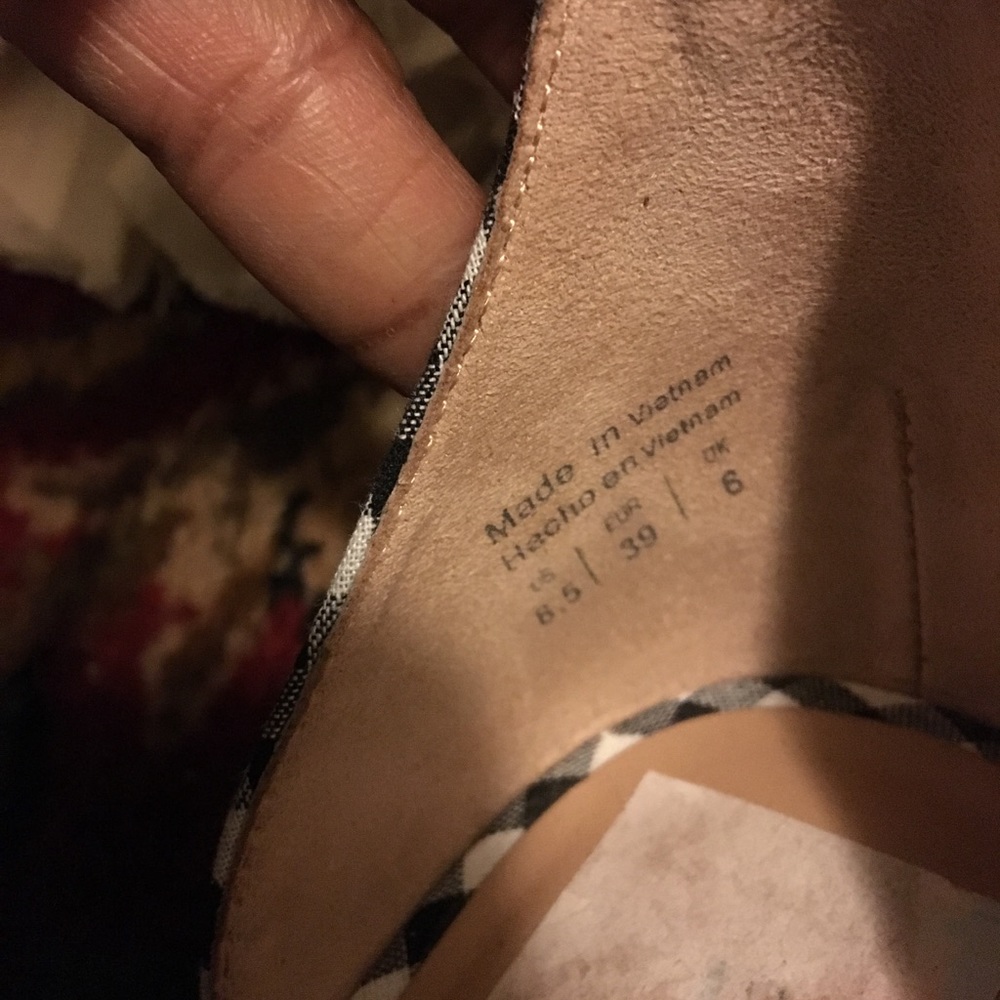 Made in Vietnam
Hecho en Vietnam
US | EUR | UK
8.5 | 39 | 6